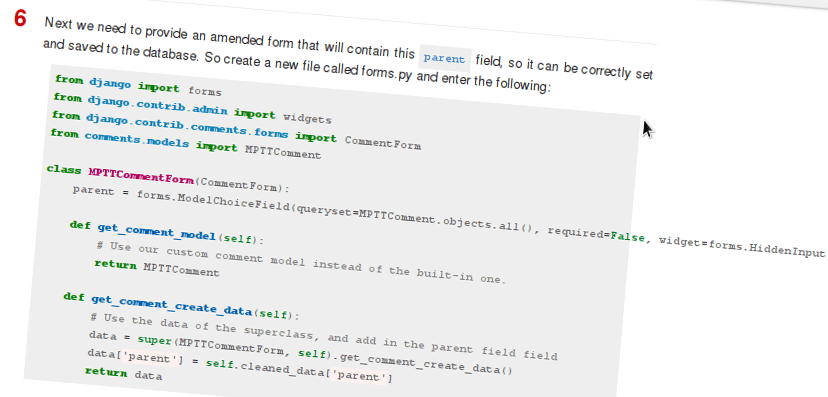 6
Next we need to provide an amended form that will contain this parent field, so it can be correctly set
and saved to the database. So create a new file called forms.py and enter the following:
from django import forms
from django.contrib.admin import widgets
from django.contrib.comments.forms import CommentForm
from comments.models import MPTTComment
class MPTTCommentForm(CommentForm):
    parent = forms.ModelChoiceField(queryset=MPTTComment.objects.all(), required=False, widget=forms.HiddenInput
    def get_comment_model(self):
        # Use our custom comment model instead of the built-in one.
        return MPTTComment
    def get_comment_create_data(self):
        # Use the data of the superclass, and add in the parent field field
        data = super(MPTTCommentForm, self).get_comment_create_data()
        data['parent'] = self.cleaned_data['parent']
        return data